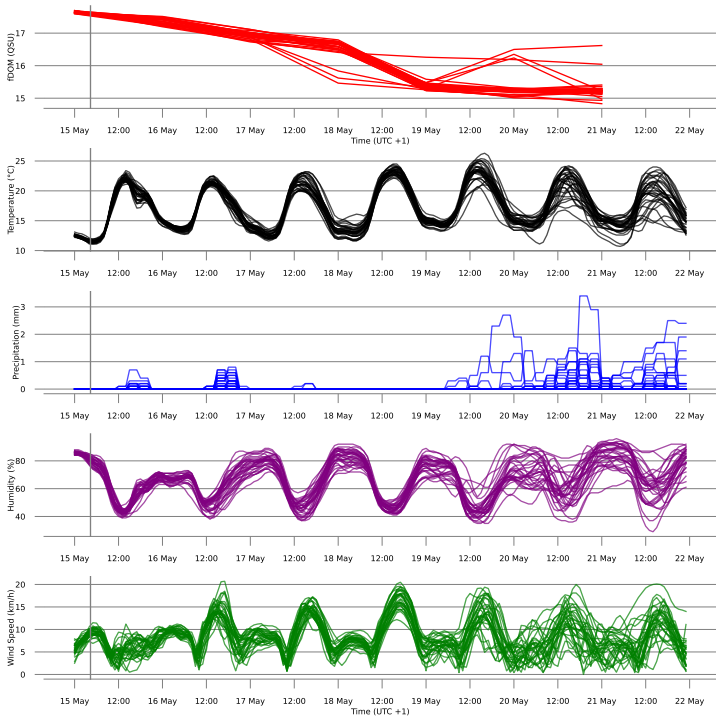 fDOM (QSU)
17
16
15
15 May 12:00 16 May 12:00 17 May 12:00 18 May 12:00 19 May 12:00 20 May 12:00 21 May 12:00 22 May
Time (UTC +1)
Temperature (°C)
25
20
15
10
15 May 12:00 16 May 12:00 17 May 12:00 18 May 12:00 19 May 12:00 20 May 12:00 21 May 12:00 22 May
Precipitation (mm)
3
2
1
0
15 May 12:00 16 May 12:00 17 May 12:00 18 May 12:00 19 May 12:00 20 May 12:00 21 May 12:00 22 May
Humidity (%)
80
60
40
15 May 12:00 16 May 12:00 17 May 12:00 18 May 12:00 19 May 12:00 20 May 12:00 21 May 12:00 22 May
Wind Speed (km/h)
20
15
10
5
0
15 May 12:00 16 May 12:00 17 May 12:00 18 May 12:00 19 May 12:00 20 May 12:00 21 May 12:00 22 May
Time (UTC +1)